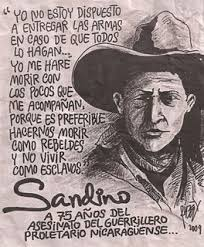 "YO NO ESTOY DISPUESTO
A ENTREGAR LAS ARMAS
EN CASO DE QUE TODOS
LO HAGAN...
YO ME HARE
MORIR CON
LOS POCOS QUE
ME ACOMPAÑAN,
PORQUE ES PREFERIBLE
HACERNOS MORIR
COMO REBELDES
Y NO VIVIR
COMO ESCLAVOS."
Sandino
A 75 AÑOS DEL
ASESINATO DEL GUERRILLERO
PROLETARIO NICARAGÜENSE...
2009